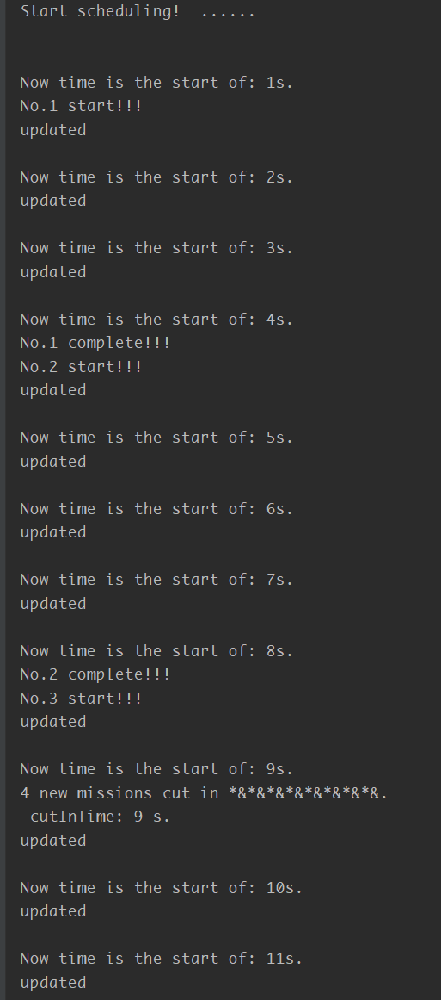 Start scheduling!  ......
Now time is the start of: 1s.
No.1 start!!!
updated
Now time is the start of: 2s.
updated
Now time is the start of: 3s.
updated
Now time is the start of: 4s.
No.1 complete!!!
No.2 start!!!
updated
Now time is the start of: 5s.
updated
Now time is the start of: 6s.
updated
Now time is the start of: 7s.
updated
Now time is the start of: 8s.
No.2 complete!!!
No.3 start!!!
updated
Now time is the start of: 9s.
4 new missions cut in *&*&*&*&*&*&*&*&.
 cutInTime: 9 s.
updated
Now time is the start of: 10s.
updated
Now time is the start of: 11s.
updated